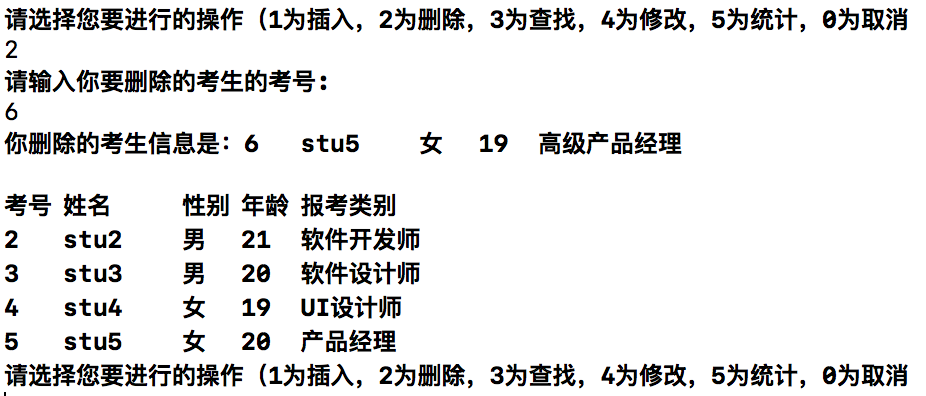 请选择您要进行的操作（1为插入，2为删除，3为查找，4为修改，5为统计，0为取消
2
请输入你要删除的考生的考号：
6
你删除的考生信息是：6 stu5 女 19 高级产品经理
考号 姓名 性别 年龄 报考类别
2 stu2 男 21 软件开发师
3 stu3 男 20 软件设计师
4 stu4 女 19 UI设计师
5 stu5 女 20 产品经理
请选择您要进行的操作（1为插入，2为删除，3为查找，4为修改，5为统计，0为取消